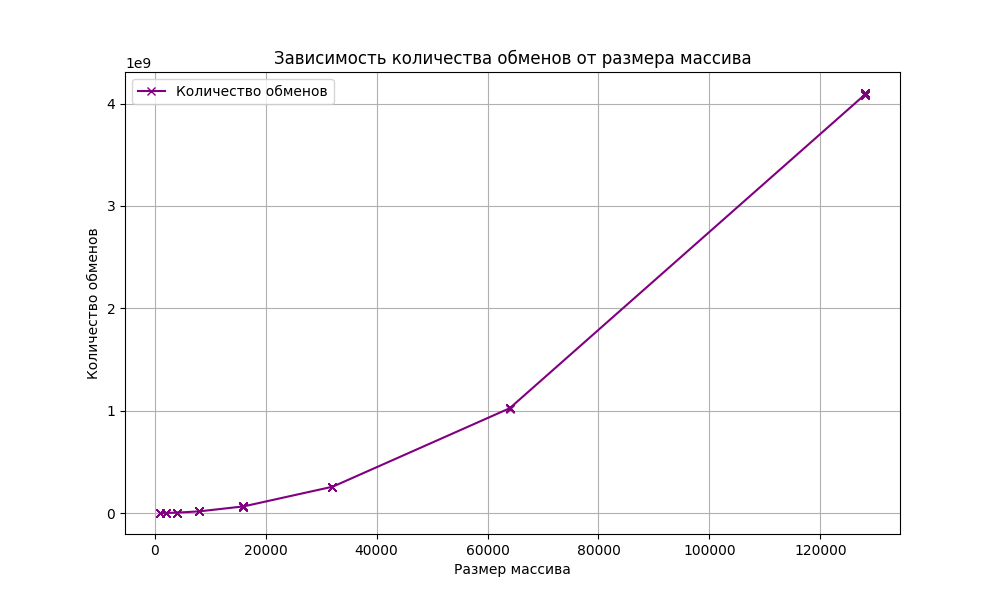 Зависимость количества обменов от размера массива
1e9
Количество обменов
4
3
2
1
0
Количество обменов
0 20000 40000 60000 80000 100000 120000
Размер массива